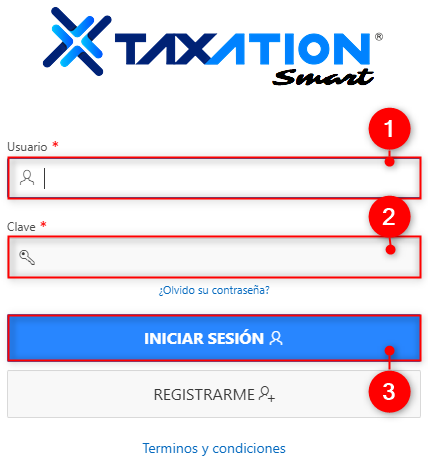 TAXATION®
Smart
1
Usuario *
2
Clave *
¿Olvido su contraseña?
INICIAR SESIÓN
3
REGISTRARME
Terminos y condiciones